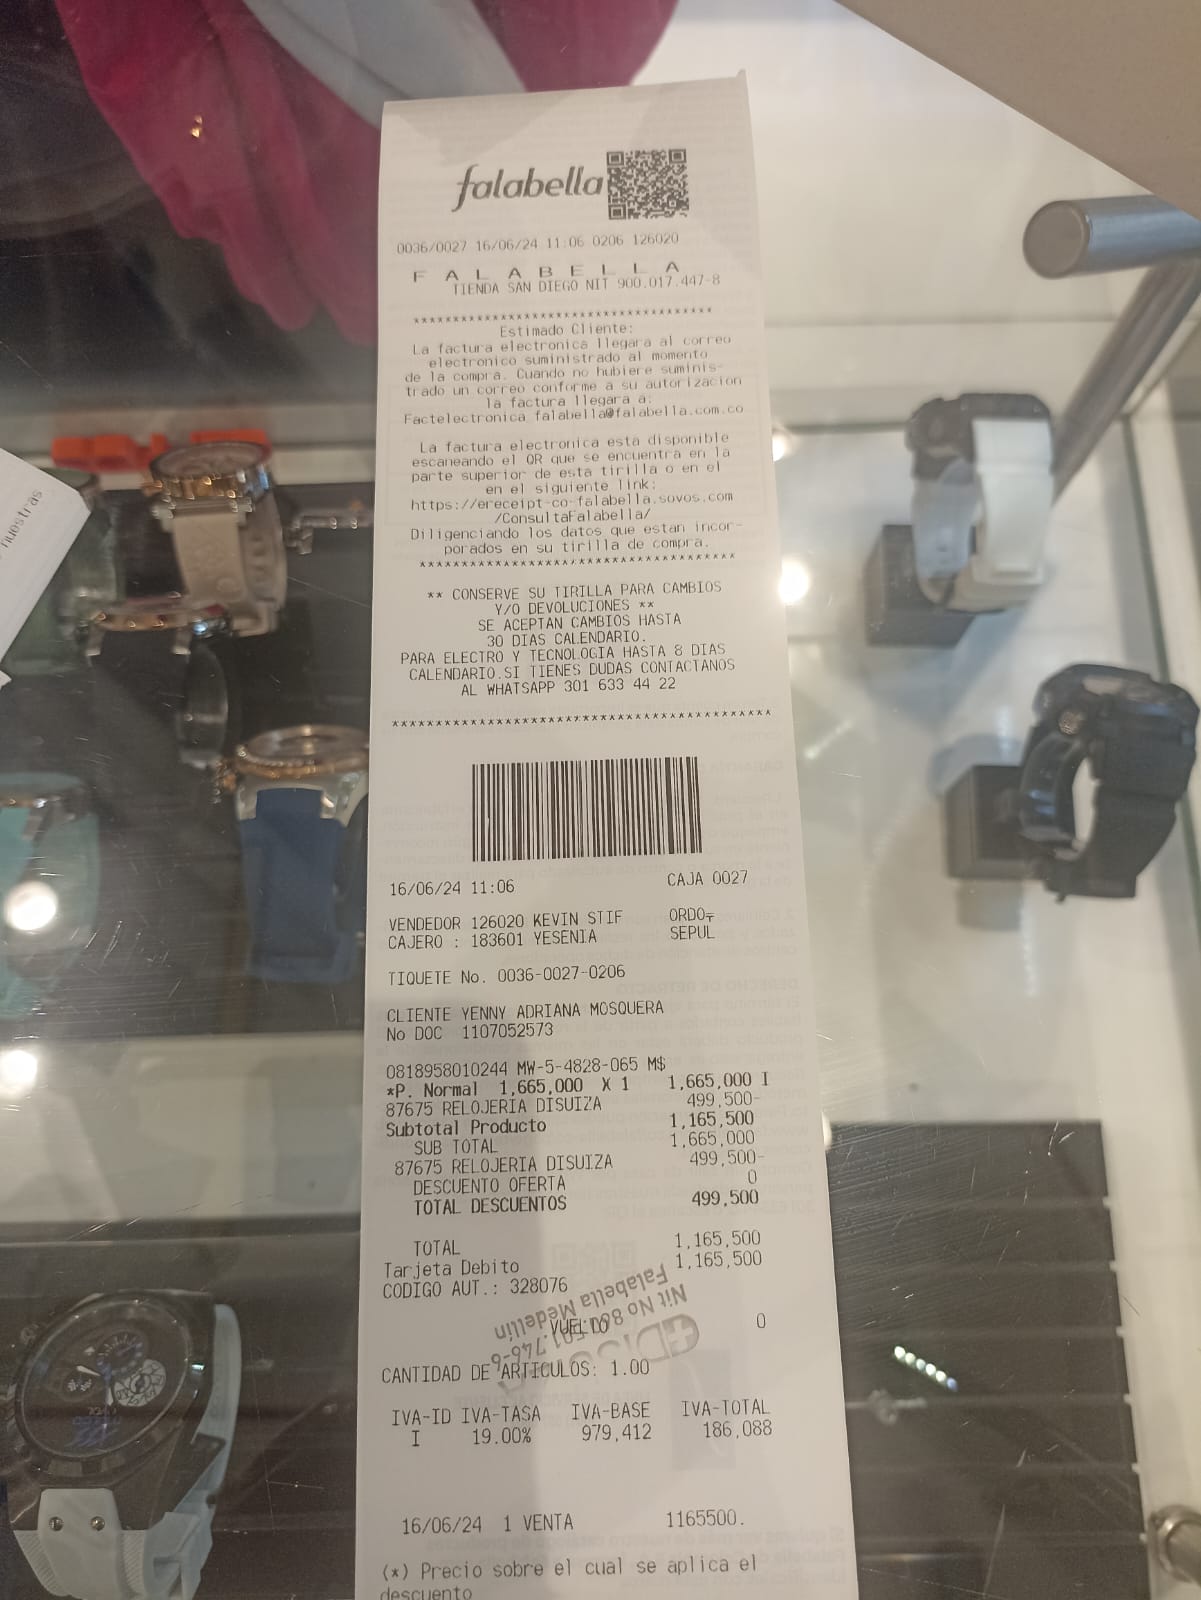 falabella
0036/0027 16/06/24 11:06 0206 126020
F A L A B E L L A
TIENDA SAN DIEGO NIT 900.017.447-8
**************************************
Estimado Cliente:
La factura electronica llegara al correo
electronico suministrado al momento
de la compra. Cuando no hubiere suminis-
trado un correo conforme a su autorizacion
la factura llegara a:
Factelectronica falabella@falabella.com.co
La factura electronica esta disponible
escaneando el QR que se encuentra en la
parte superior de esta tirilla o en el
en el siguiente link:
https://ereceipt-co-falabella.sovos.com
/ConsultaFalabella/
Diligenciando los datos que estan incor-
porados en su tirilla de compra.
****************************************
** CONSERVE SU TIRILLA PARA CAMBIOS
Y/O DEVOLUCIONES **
SE ACEPTAN CAMBIOS HASTA
30 DIAS CALENDARIO.
PARA ELECTRO Y TECNOLOGIA HASTA 8 DIAS
CALENDARIO.SI TIENES DUDAS CONTACTANOS
AL WHATSAPP 301 633 44 22
******************************************
16/06/24 11:06 CAJA 0027
VENDEDOR 126020 KEVIN STIF ORDO
CAJERO : 183601 YESENIA SEPUL
TIQUETE No. 0036-0027-0206
CLIENTE YENNY ADRIANA MOSQUERA
No DOC 1107052573
0818958010244 MW-5-4828-065 M$
*P. Normal 1,665,000 X 1 1,665,000 I
87675 RELOJERIA DISUIZA 499,500-
Subtotal Producto 1,165,500
SUB TOTAL 1,665,000
87675 RELOJERIA DISUIZA 499,500-
DESCUENTO OFERTA 0
TOTAL DESCUENTOS 499,500
TOTAL 1,165,500
Tarjeta Debito 1,165,500
CODIGO AUT.: 328076
Falabella Medellín
Nit No
VUELTO 0
CANTIDAD DE ARTICULOS: 1.00
IVA-ID IVA-TASA IVA-BASE IVA-TOTAL
I 19.00% 979,412 186,088
16/06/24 1 VENTA 1165500.
(*) Precio sobre el cual se aplica el
descuento
nuestras